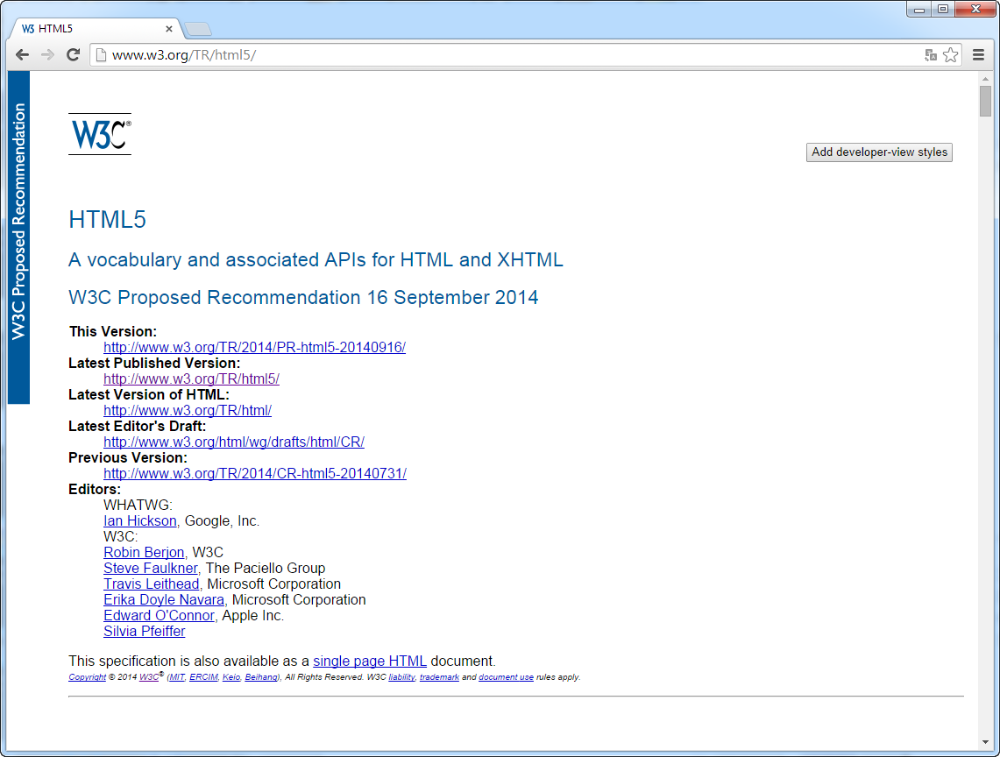 W3 HTML5
www.w3.org/TR/html5/
W3C Proposed Recommendation
W3C®
Add developer-view styles
HTML5
A vocabulary and associated APIs for HTML and XHTML
W3C Proposed Recommendation 16 September 2014
This Version:
http://www.w3.org/TR/2014/PR-html5-20140916/
Latest Published Version:
http://www.w3.org/TR/html5/
Latest Version of HTML:
http://www.w3.org/TR/html/
Latest Editor's Draft:
http://www.w3.org/html/wg/drafts/html/CR/
Previous Version:
http://www.w3.org/TR/2014/CR-html5-20140731/
Editors:
WHATWG:
Ian Hickson, Google, Inc.
W3C:
Robin Berjon, W3C
Steve Faulkner, The Paciello Group
Travis Leithead, Microsoft Corporation
Erika Doyle Navara, Microsoft Corporation
Edward O'Connor, Apple Inc.
Silvia Pfeiffer
This specification is also available as a single page HTML document.
Copyright © 2014 W3C® (MIT, ERCIM, Keio, Beihang), All Rights Reserved. W3C liability, trademark and document use rules apply.